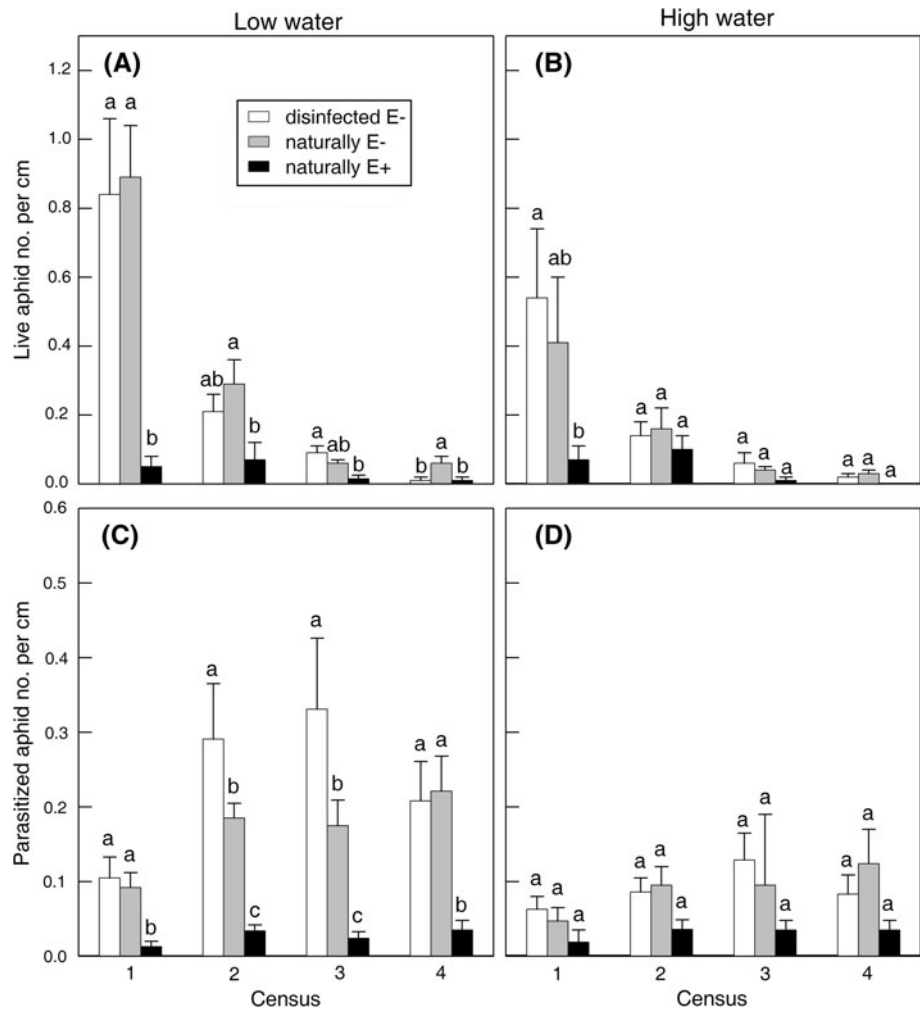 Low water
High water
(A)
(B)
disinfected E-
naturally E-
naturally E+
Live aphid no. per cm
1.2
1.0
0.8
0.6
0.4
0.2
0.0
a a b
ab a b
a ab b
b a b
a ab b
a a a
a a a
a a a
(C)
(D)
Parasitized aphid no. per cm
0.6
0.5
0.4
0.3
0.2
0.1
0.0
a a b
a b c
a b c
a a b
a a a
a a a
a a a
a a a
1 2 3 4
1 2 3 4
Census
Census